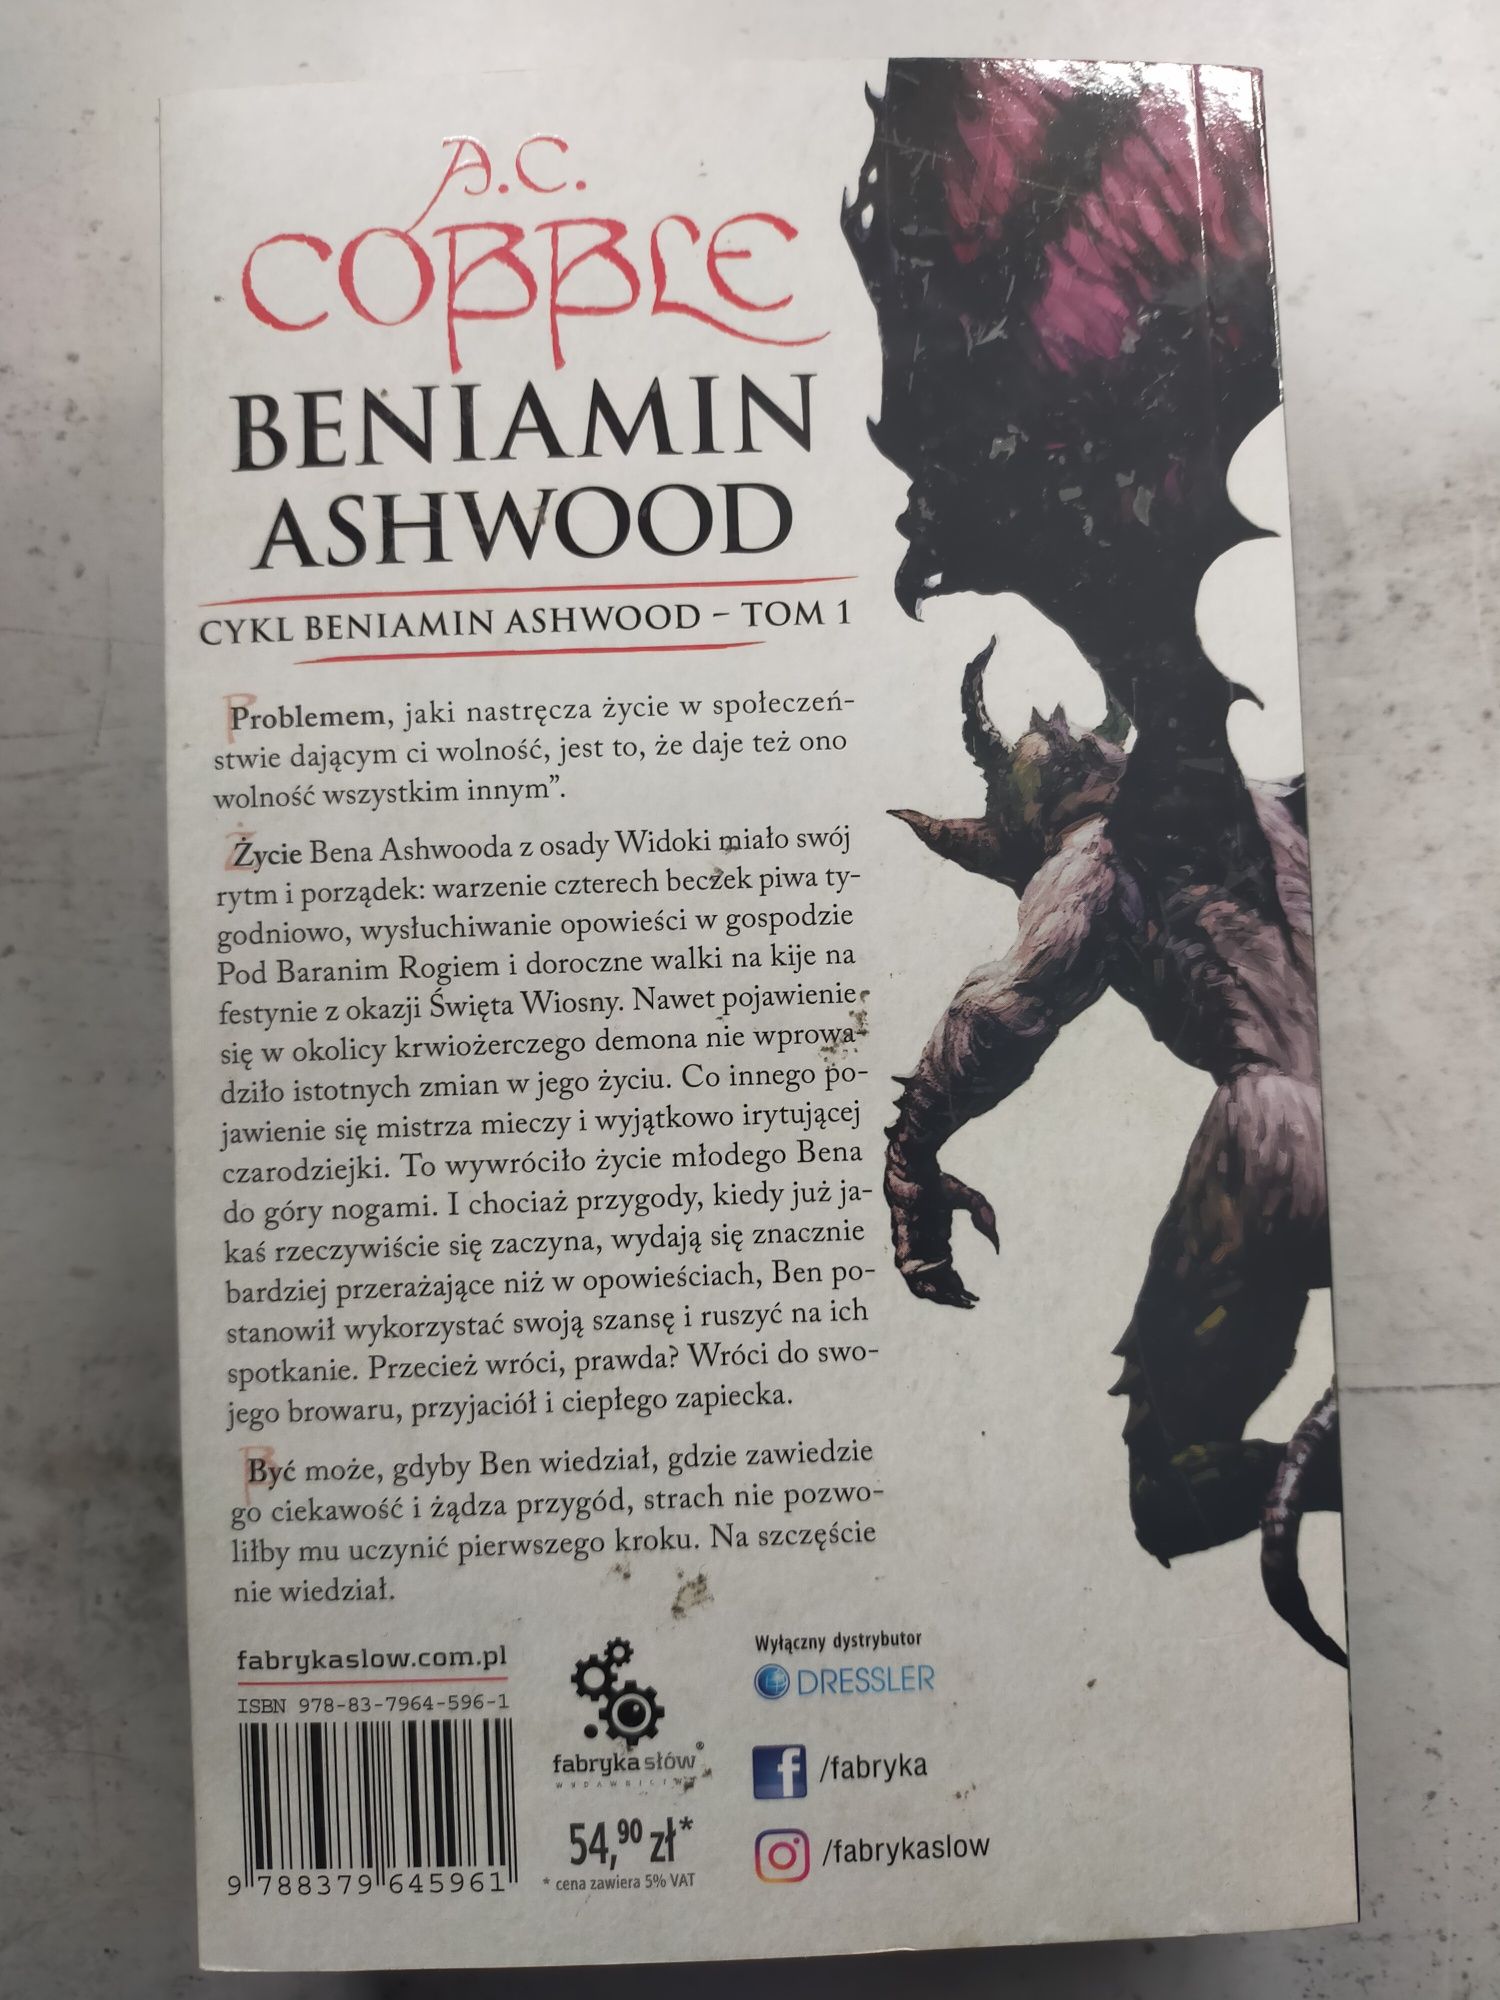 A.C.
COBBLE
BENIAMIN
ASHWOOD
CYKL BENIAMIN ASHWOOD – TOM 1
Problemem, jaki nastręcza życie w społeczeń-
stwie dającym ci wolność, jest to, że daje też ono
wolność wszystkim innym”.
Życie Bena Ashwooda z osady Widoki miało swój
rytm i porządek: warzenie czterech beczek piwa ty-
godniowo, wysłuchiwanie opowieści w gospodzie
Pod Baranim Rogiem i doroczne walki na kije na
festynie z okazji Święta Wiosny. Nawet pojawienie
się w okolicy krwiożerczego demona nie wprowa-
dziło istotnych zmian w jego życiu. Co innego po-
jawienie się mistrza mieczy i wyjątkowo irytującej
czarodziejki. To wywróciło życie młodego Bena
do góry nogami. I chociaż przygody, kiedy już ja-
kaś rzeczywiście się zaczyna, wydają się znacznie
bardziej przerażające niż w opowieściach, Ben po-
stanowił wykorzystać swoją szansę i ruszyć na ich
spotkanie. Przecież wróci, prawda? Wróci do swo-
jego browaru, przyjaciół i ciepłego zapiecka.
Być może, gdyby Ben wiedział, gdzie zawiedzie
go ciekawość i żądza przygód, strach nie pozwo-
liłby mu uczynić pierwszego kroku. Na szczęście
nie wiedział.
fabrykaslow.com.pl
ISBN 978-83-7964-596-1
9 788379 645961
fabryka słów®
WYDAWNICTWO
54,90 zł*
* cena zawiera 5% VAT
Wyłączny dystrybutor
DRESSLER
f /fabryka
/fabrykaslow